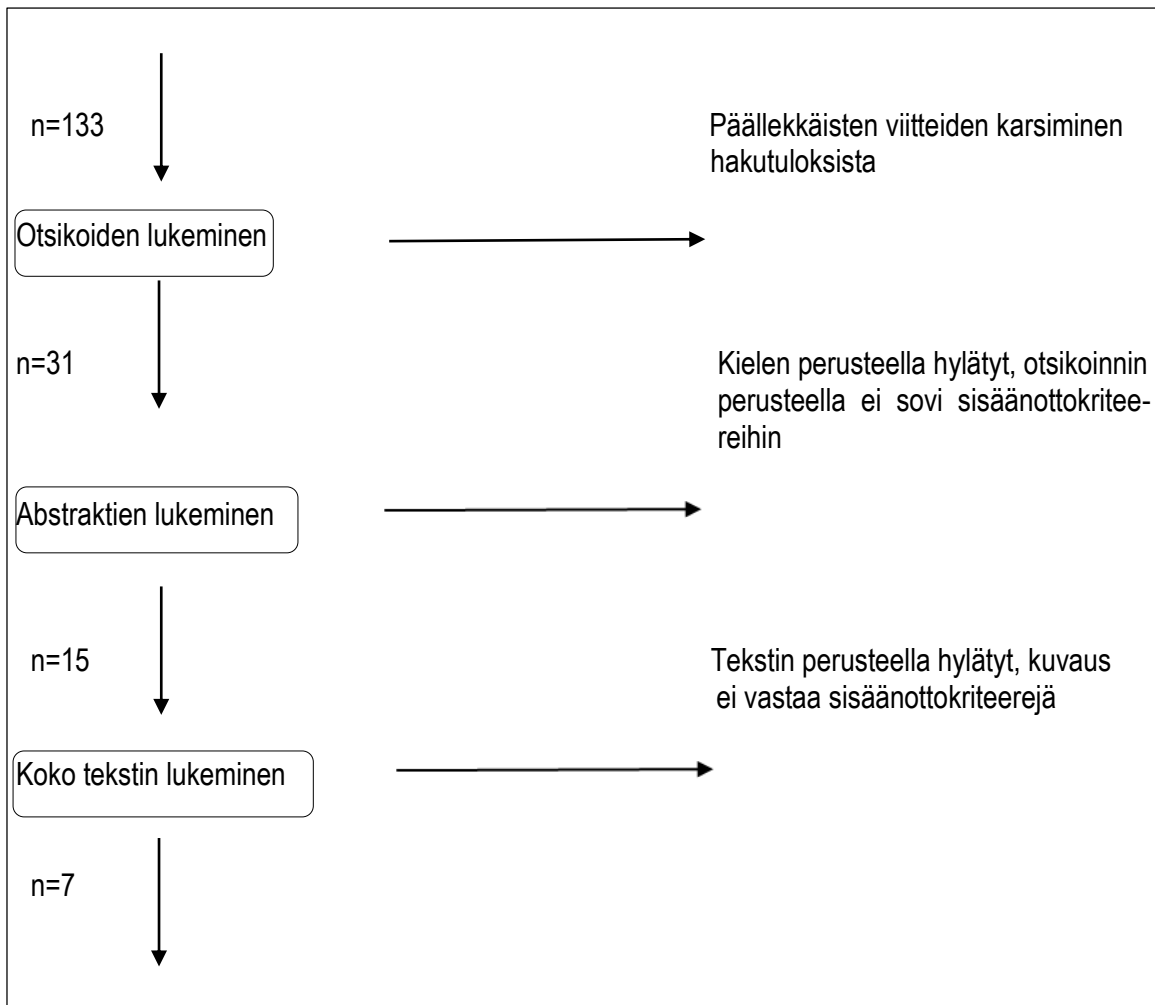 n=133
Päällekkäisten viitteiden karsiminen
hakutuloksista
Otsikoiden lukeminen
n=31
Kielen perusteella hylätyt, otsikoinnin
perusteella ei sovi sisäänottokritee-
reihin
Abstraktien lukeminen
n=15
Tekstin perusteella hylätyt, kuvaus
ei vastaa sisäänottokriteerejä
Koko tekstin lukeminen
n=7